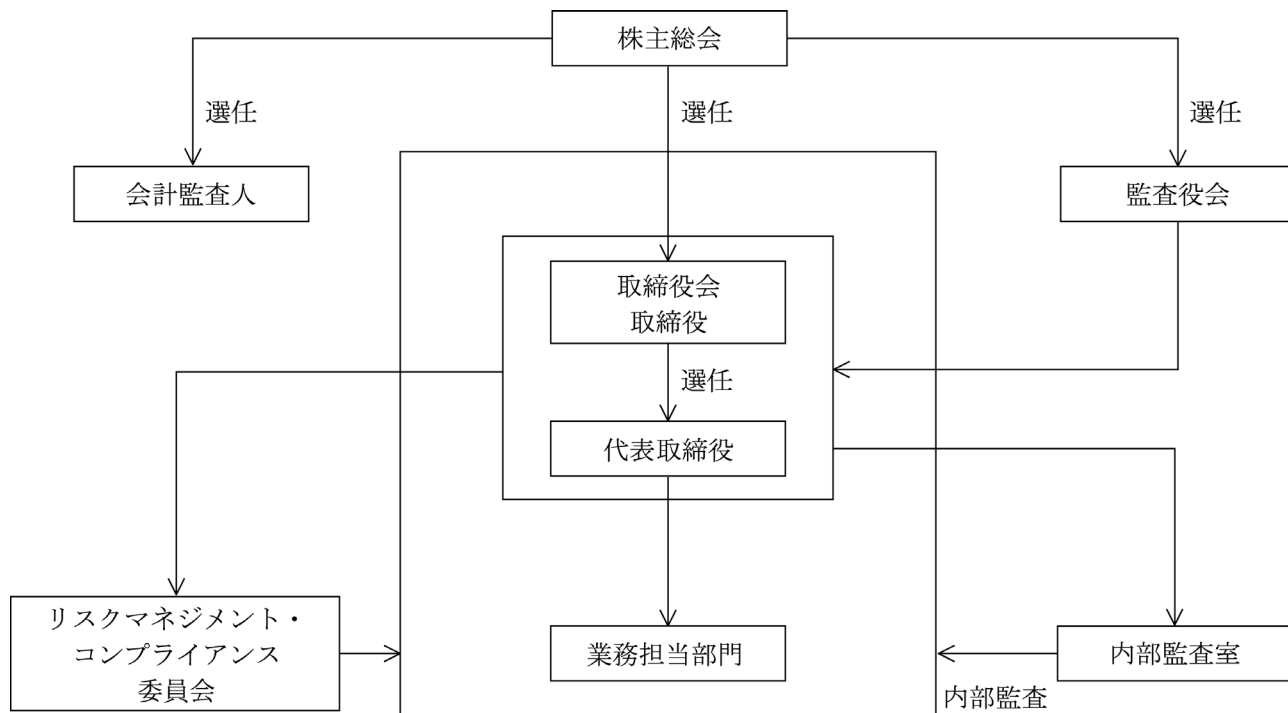 株主総会
選任
選任
選任
会計監査人
監査役会
取締役会
取締役
選任
代表取締役
リスクマネジメント・
コンプライアンス
委員会
業務担当部門
内部監査室
内部監査